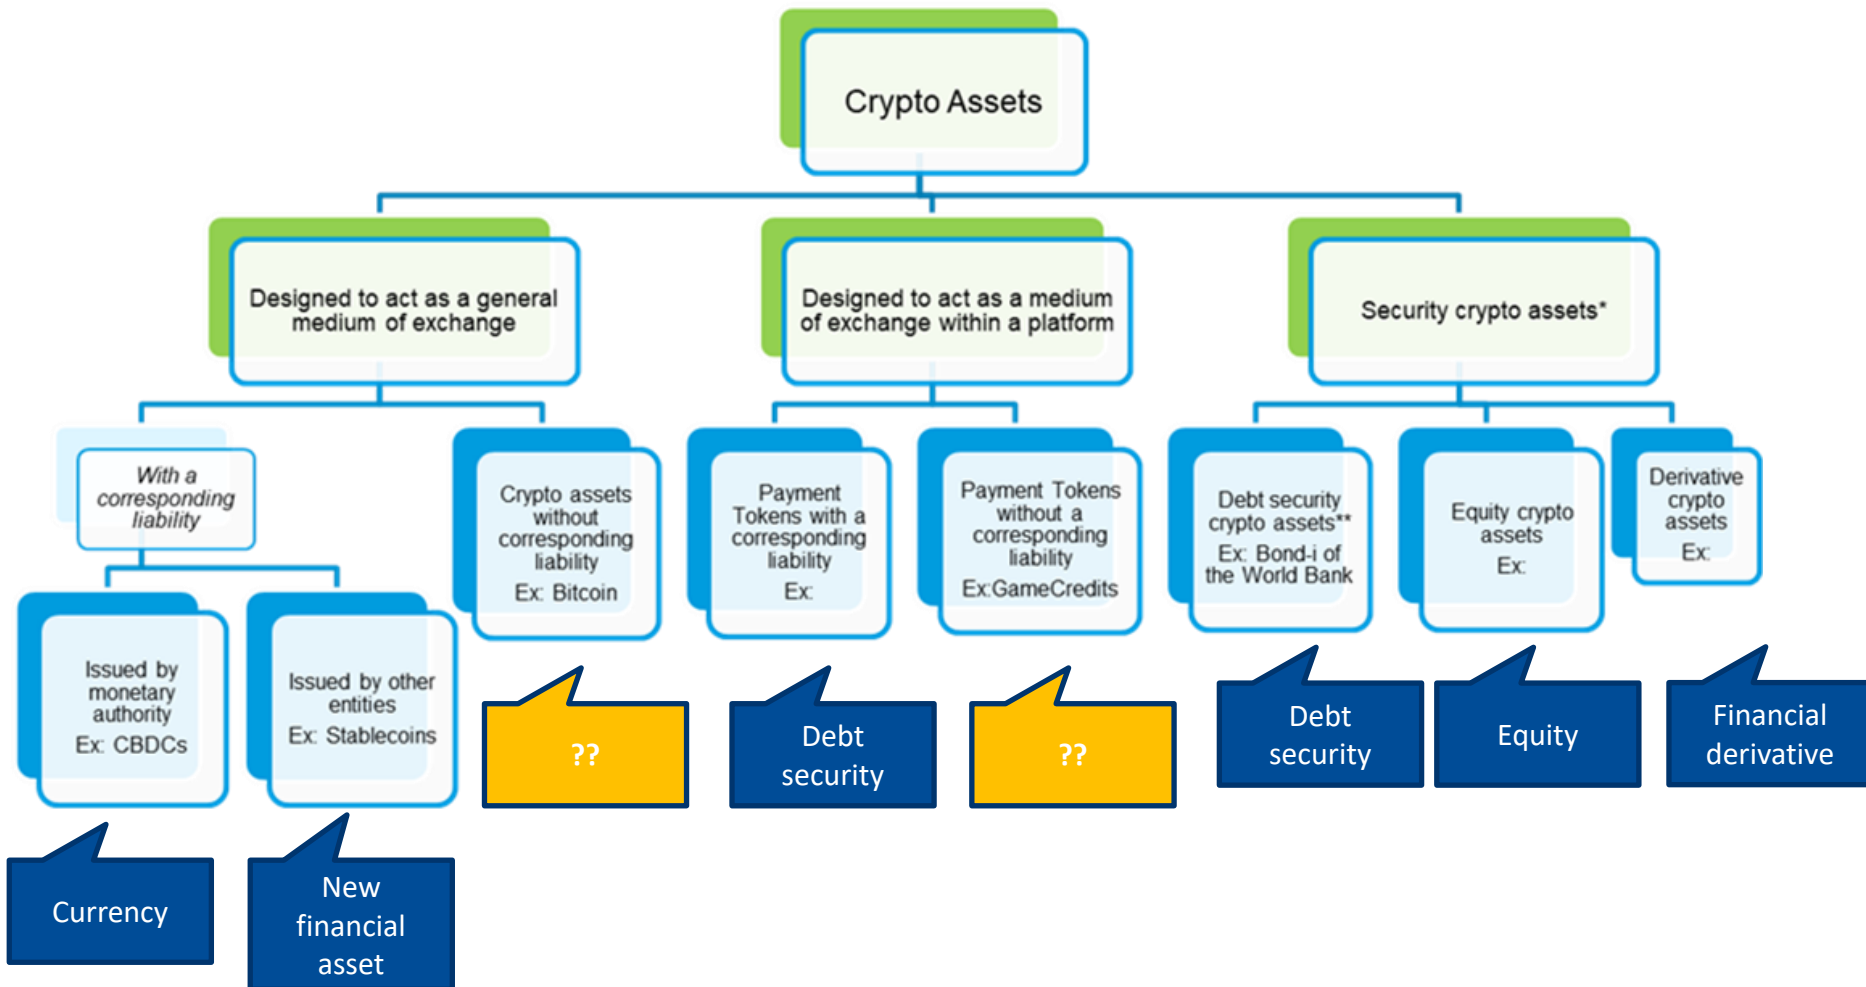 Crypto Assets
Designed to act as a general
medium of exchange
Designed to act as a medium
of exchange within a platform
Security crypto assets*
With a
corresponding
liability
Crypto assets
without
corresponding
liability
Ex: Bitcoin
Payment
Tokens with a
corresponding
liability
Ex:
Payment Tokens
without a
corresponding
liability
Ex:GameCredits
Debt security
crypto assets**
Ex: Bond-i of
the World Bank
Equity crypto
assets
Ex:
Derivative
crypto
assets
Ex:
Issued by
monetary
authority
Ex: CBDCs
Issued by other
entities
Ex: Stablecoins
??
Debt
security
??
Debt
security
Equity
Financial
derivative
Currency
New
financial
asset